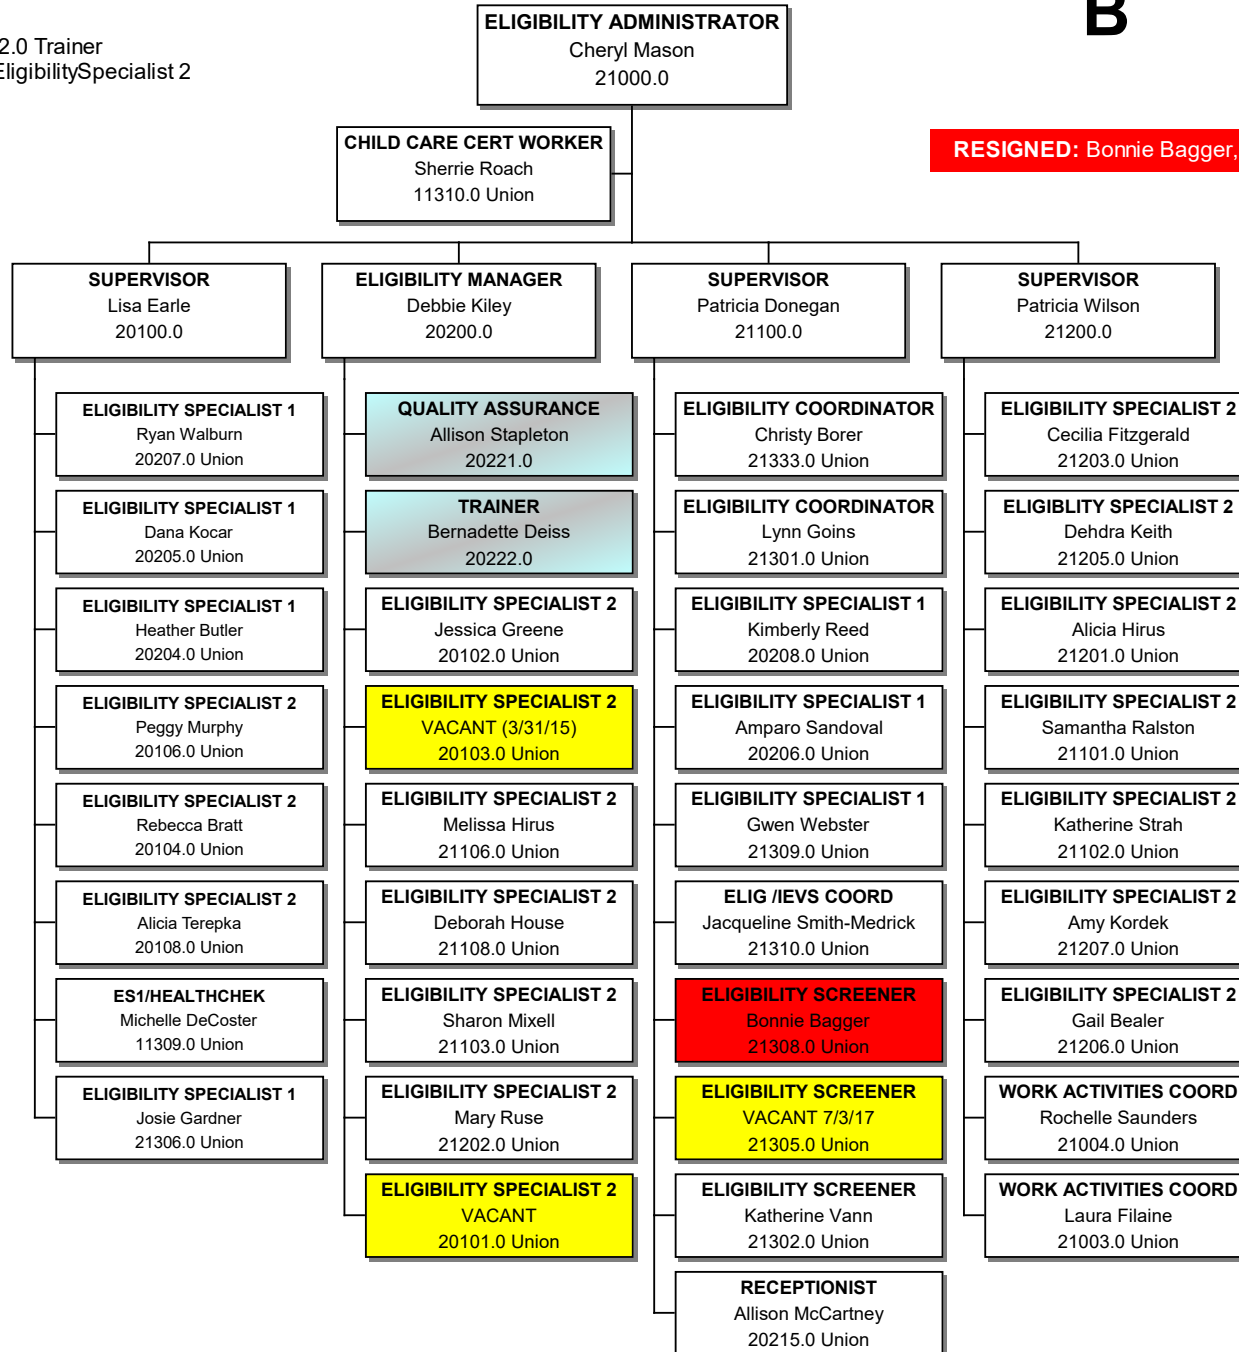 B
2.0 Trainer
EligibilitySpecialist 2
ELIGIBILITY ADMINISTRATOR
Cheryl Mason
21000.0
CHILD CARE CERT WORKER
Sherrie Roach
11310.0 Union
RESIGNED: Bonnie Bagger,
SUPERVISOR
Lisa Earle
20100.0
ELIGIBILITY MANAGER
Debbie Kiley
20200.0
SUPERVISOR
Patricia Donegan
21100.0
SUPERVISOR
Patricia Wilson
21200.0
ELIGIBILITY SPECIALIST 1
Ryan Walburn
20207.0 Union
ELIGIBILITY SPECIALIST 1
Dana Kocar
20205.0 Union
ELIGIBILITY SPECIALIST 1
Heather Butler
20204.0 Union
ELIGIBILITY SPECIALIST 2
Peggy Murphy
20106.0 Union
ELIGIBILITY SPECIALIST 2
Rebecca Bratt
20104.0 Union
ELIGIBILITY SPECIALIST 2
Alicia Terepka
20108.0 Union
ES1/HEALTHCHEK
Michelle DeCoster
11309.0 Union
ELIGIBILITY SPECIALIST 1
Josie Gardner
21306.0 Union
QUALITY ASSURANCE
Allison Stapleton
20221.0
TRAINER
Bernadette Deiss
20222.0
ELIGIBILITY SPECIALIST 2
Jessica Greene
20102.0 Union
ELIGIBILITY SPECIALIST 2
VACANT (3/31/15)
20103.0 Union
ELIGIBILITY SPECIALIST 2
Melissa Hirus
21106.0 Union
ELIGIBILITY SPECIALIST 2
Deborah House
21108.0 Union
ELIGIBILITY SPECIALIST 2
Sharon Mixell
21103.0 Union
ELIGIBILITY SPECIALIST 2
Mary Ruse
21202.0 Union
ELIGIBILITY SPECIALIST 2
VACANT
20101.0 Union
ELIGIBILITY COORDINATOR
Christy Borer
21333.0 Union
ELIGIBILITY COORDINATOR
Lynn Goins
21301.0 Union
ELIGIBILITY SPECIALIST 1
Kimberly Reed
20208.0 Union
ELIGIBILITY SPECIALIST 1
Amparo Sandoval
20206.0 Union
ELIGIBILITY SPECIALIST 1
Gwen Webster
21309.0 Union
ELIG /IEVS COORD
Jacqueline Smith-Medrick
21310.0 Union
ELIGIBILITY SCREENER
Bonnie Bagger
21308.0 Union
ELIGIBILITY SCREENER
VACANT 7/3/17
21305.0 Union
ELIGIBILITY SCREENER
Katherine Vann
21302.0 Union
RECEPTIONIST
Allison McCartney
20215.0 Union
ELIGIBILITY SPECIALIST 2
Cecilia Fitzgerald
21203.0 Union
ELIGIBLITY SPECIALIST 2
Dehdra Keith
21205.0 Union
ELIGIBILITY SPECIALIST 2
Alicia Hirus
21201.0 Union
ELIGIBILITY SPECIALIST 2
Samantha Ralston
21101.0 Union
ELIGIBILITY SPECIALIST 2
Katherine Strah
21102.0 Union
ELIGIBILITY SPECIALIST 2
Amy Kordek
21207.0 Union
ELIGIBILITY SPECIALIST 2
Gail Bealer
21206.0 Union
WORK ACTIVITIES COORD
Rochelle Saunders
21004.0 Union
WORK ACTIVITIES COORD
Laura Filaine
21003.0 Union